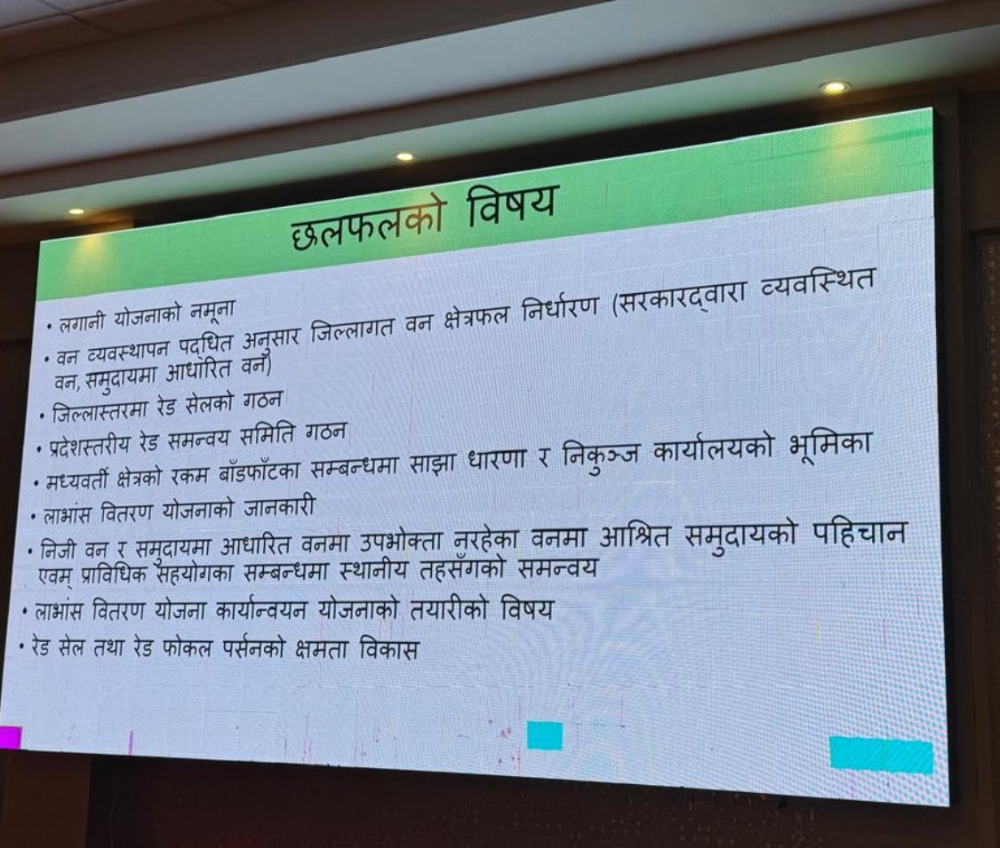 छलफलको विषय
• लगानी योजनाको नमूना
• वन व्यवस्थापन पद्धित अनुसार जिल्लागत वन क्षेत्रफल निर्धारण (सरकारद्वारा व्यवस्थित
वन, समुदायमा आधारित वन)
• जिल्लास्तरमा रेड सेलको गठन
• प्रदेशस्तरीय रेड समन्वय समिति गठन
• मध्यवर्ती क्षेत्रको रकम बाँडफाँटका सम्बन्धमा साझा धारणा र निकुञ्ज कार्यालयको भूमिका
• लाभांस वितरण योजनाको जानकारी
• निजी वन र समुदायमा आधारित वनमा उपभोक्ता नरहेका वनमा आश्रित समुदायको पहिचान
एवम् प्राविधिक सहयोगका सम्बन्धमा स्थानीय तहसँगको समन्वय
• लाभांस वितरण योजना कार्यान्वयन योजनाको तयारीको विषय
• रेड सेल तथा रेड फोकल पर्सनको क्षमता विकास